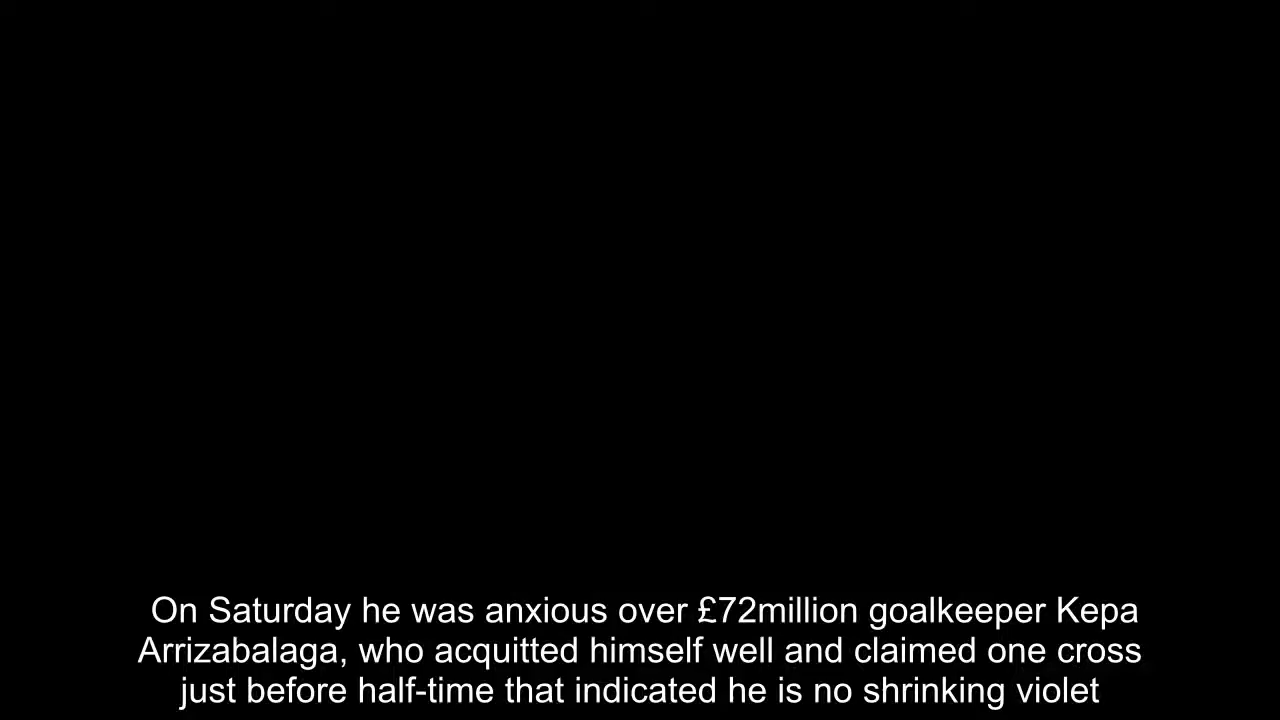 On Saturday he was anxious over £72million goalkeeper Kepa
Arrizabalaga, who acquitted himself well and claimed one cross
just before half-time that indicated he is no shrinking violet